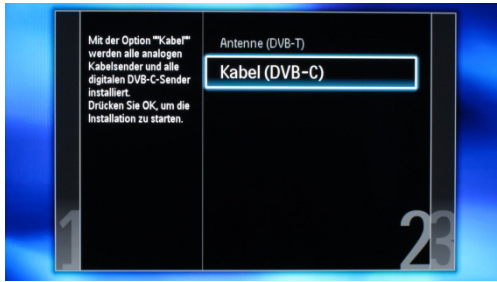 Mit der Option ""Kabel""
werden alle analogen
Kabelsender und alle
digitalen DVB-C-Sender
installiert.
Drücken Sie OK, um die
Installation zu starten.
Antenne (DVB-T)
Kabel (DVB-C)
1
2
3